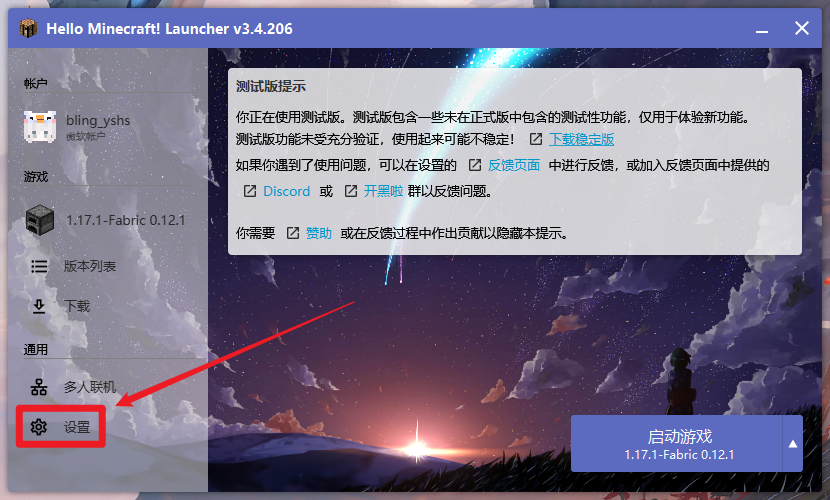 Hello Minecraft! Launcher v3.4.206
帐户
bling_yshs
微软帐户
游戏
1.17.1-Fabric 0.12.1
版本列表
下载
通用
多人联机
设置
测试版提示
你正在使用测试版。测试版包含一些未在正式版中包含的测试性功能，仅用于体验新功能。
测试版功能未受充分验证，使用起来可能不稳定！ 下载稳定版
如果你遇到了使用问题，可以在设置的 反馈页面 中进行反馈，或加入反馈页面中提供的
Discord 或 开黑啦 群以反馈问题。
你需要 赞助 或在反馈过程中作出贡献以隐藏本提示。
启动游戏
1.17.1-Fabric 0.12.1